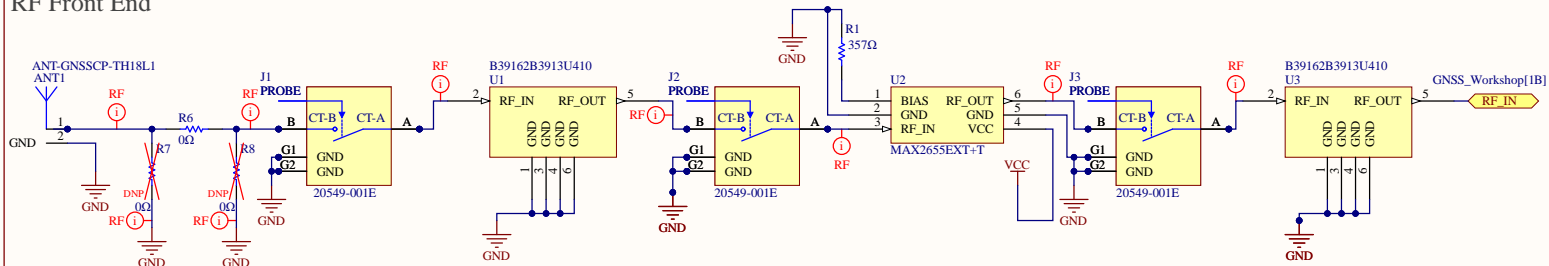 RF Front End
ANT-GNSSCP-TH18L1
ANT1
1
2
GND
GND
RF
R6
0Ω
R7
DNP
0Ω
RF
GND
RF
R8
DNP
0Ω
RF
GND
J1
PROBE
B
CT-B
CT-A
A
G1
GND
G2
GND
20549-001E
GND
RF
B39162B3913U410
U1
2
RF_IN
RF_OUT
5
GND
GND
GND
GND
1
3
4
6
GND
RF
J2
PROBE
B
CT-B
CT-A
A
G1
GND
G2
GND
20549-001E
GND
RF
GND
R1
357Ω
U2
1
BIAS
RF_OUT
6
2
GND
GND
5
3
RF_IN
VCC
4
MAX2655EXT+T
VCC
RF
J3
PROBE
B
CT-B
CT-A
A
G1
GND
G2
GND
20549-001E
GND
RF
B39162B3913U410
U3
2
RF_IN
RF_OUT
5
GND
GND
GND
GND
1
3
4
6
GND
GNSS_Workshop[1B]
RF_IN